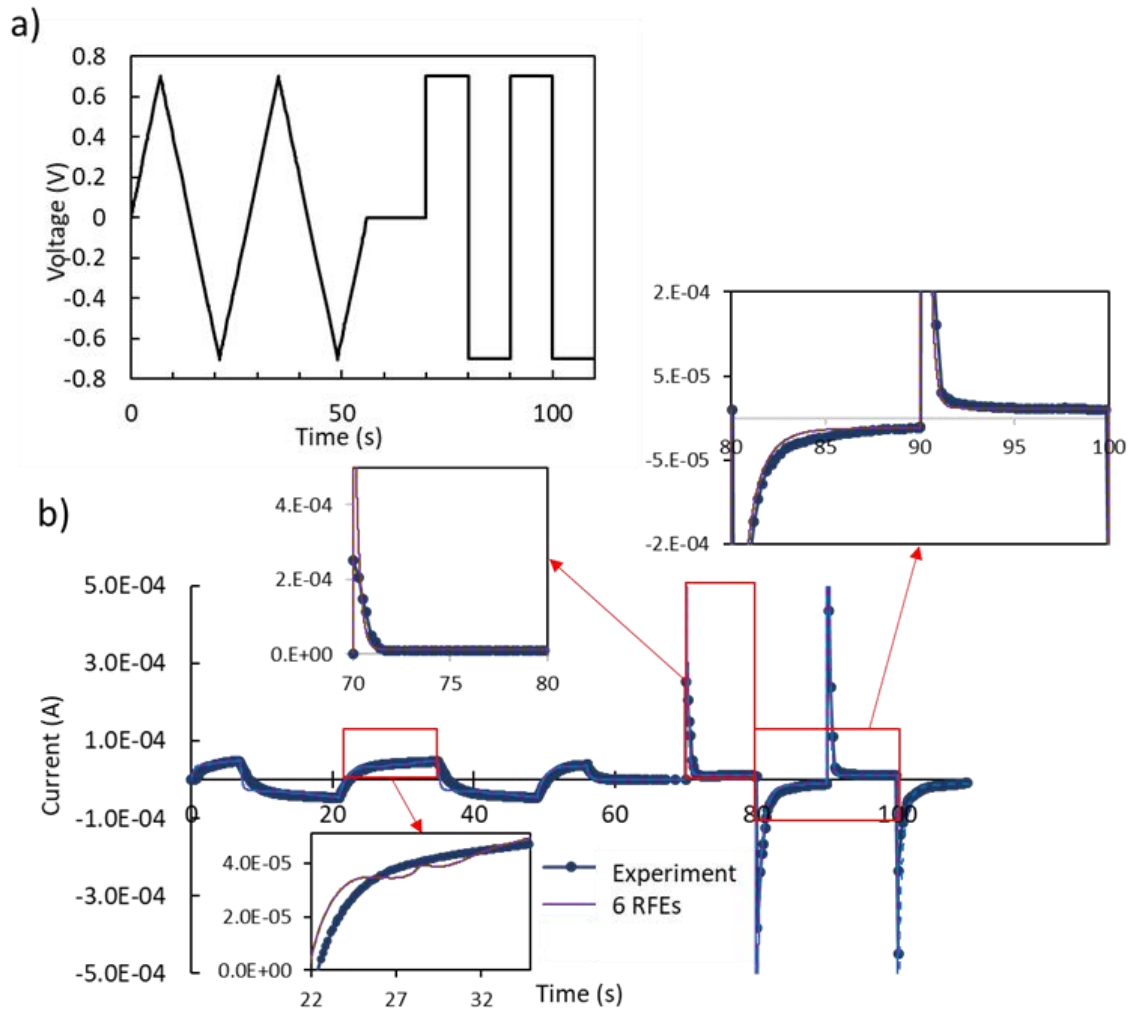 a)
0.8
0.6
0.4
0.2
0
-0.2
-0.4
-0.6
-0.8
Voltage (V)
0 50 100
Time (s)
2.E-04
5.E-05
-5.E-05
-2.E-04
80 85 90 95 100
b)
4.E-04
2.E-04
0.E+00
70 75 80
5.0E-04
3.0E-04
1.0E-04
-1.0E-04
-3.0E-04
-5.0E-04
Current (A)
0 20 40 60 80 100
4.0E-05
2.0E-05
0.0E+00
22 27 32
Time (s)
Experiment
6 RFEs